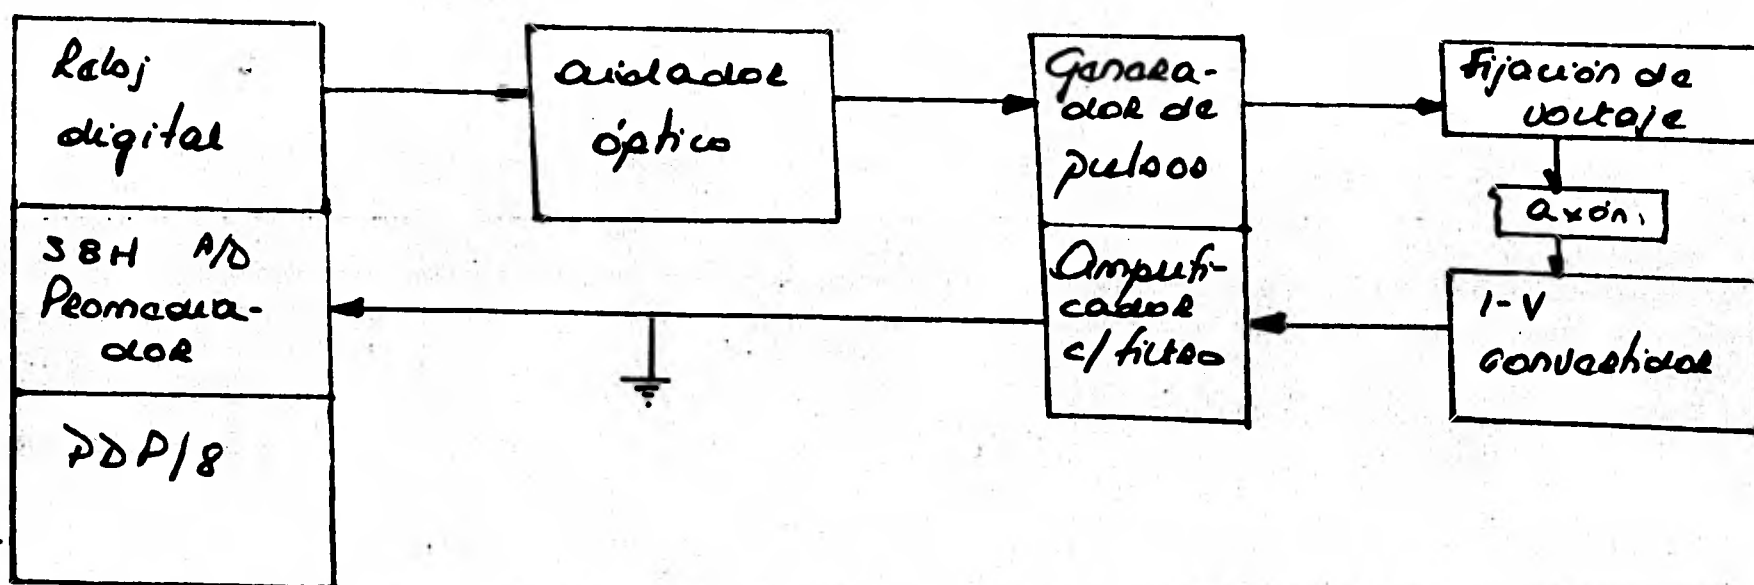 Reloj
digital
S8H A/D
Promedia-
dor
PDP/8
aislador
óptico
Genera-
dor de
pulsos
Amplifi-
cador
c/ filtro
Fijación de
voltaje
axón.
I-V
convertidor